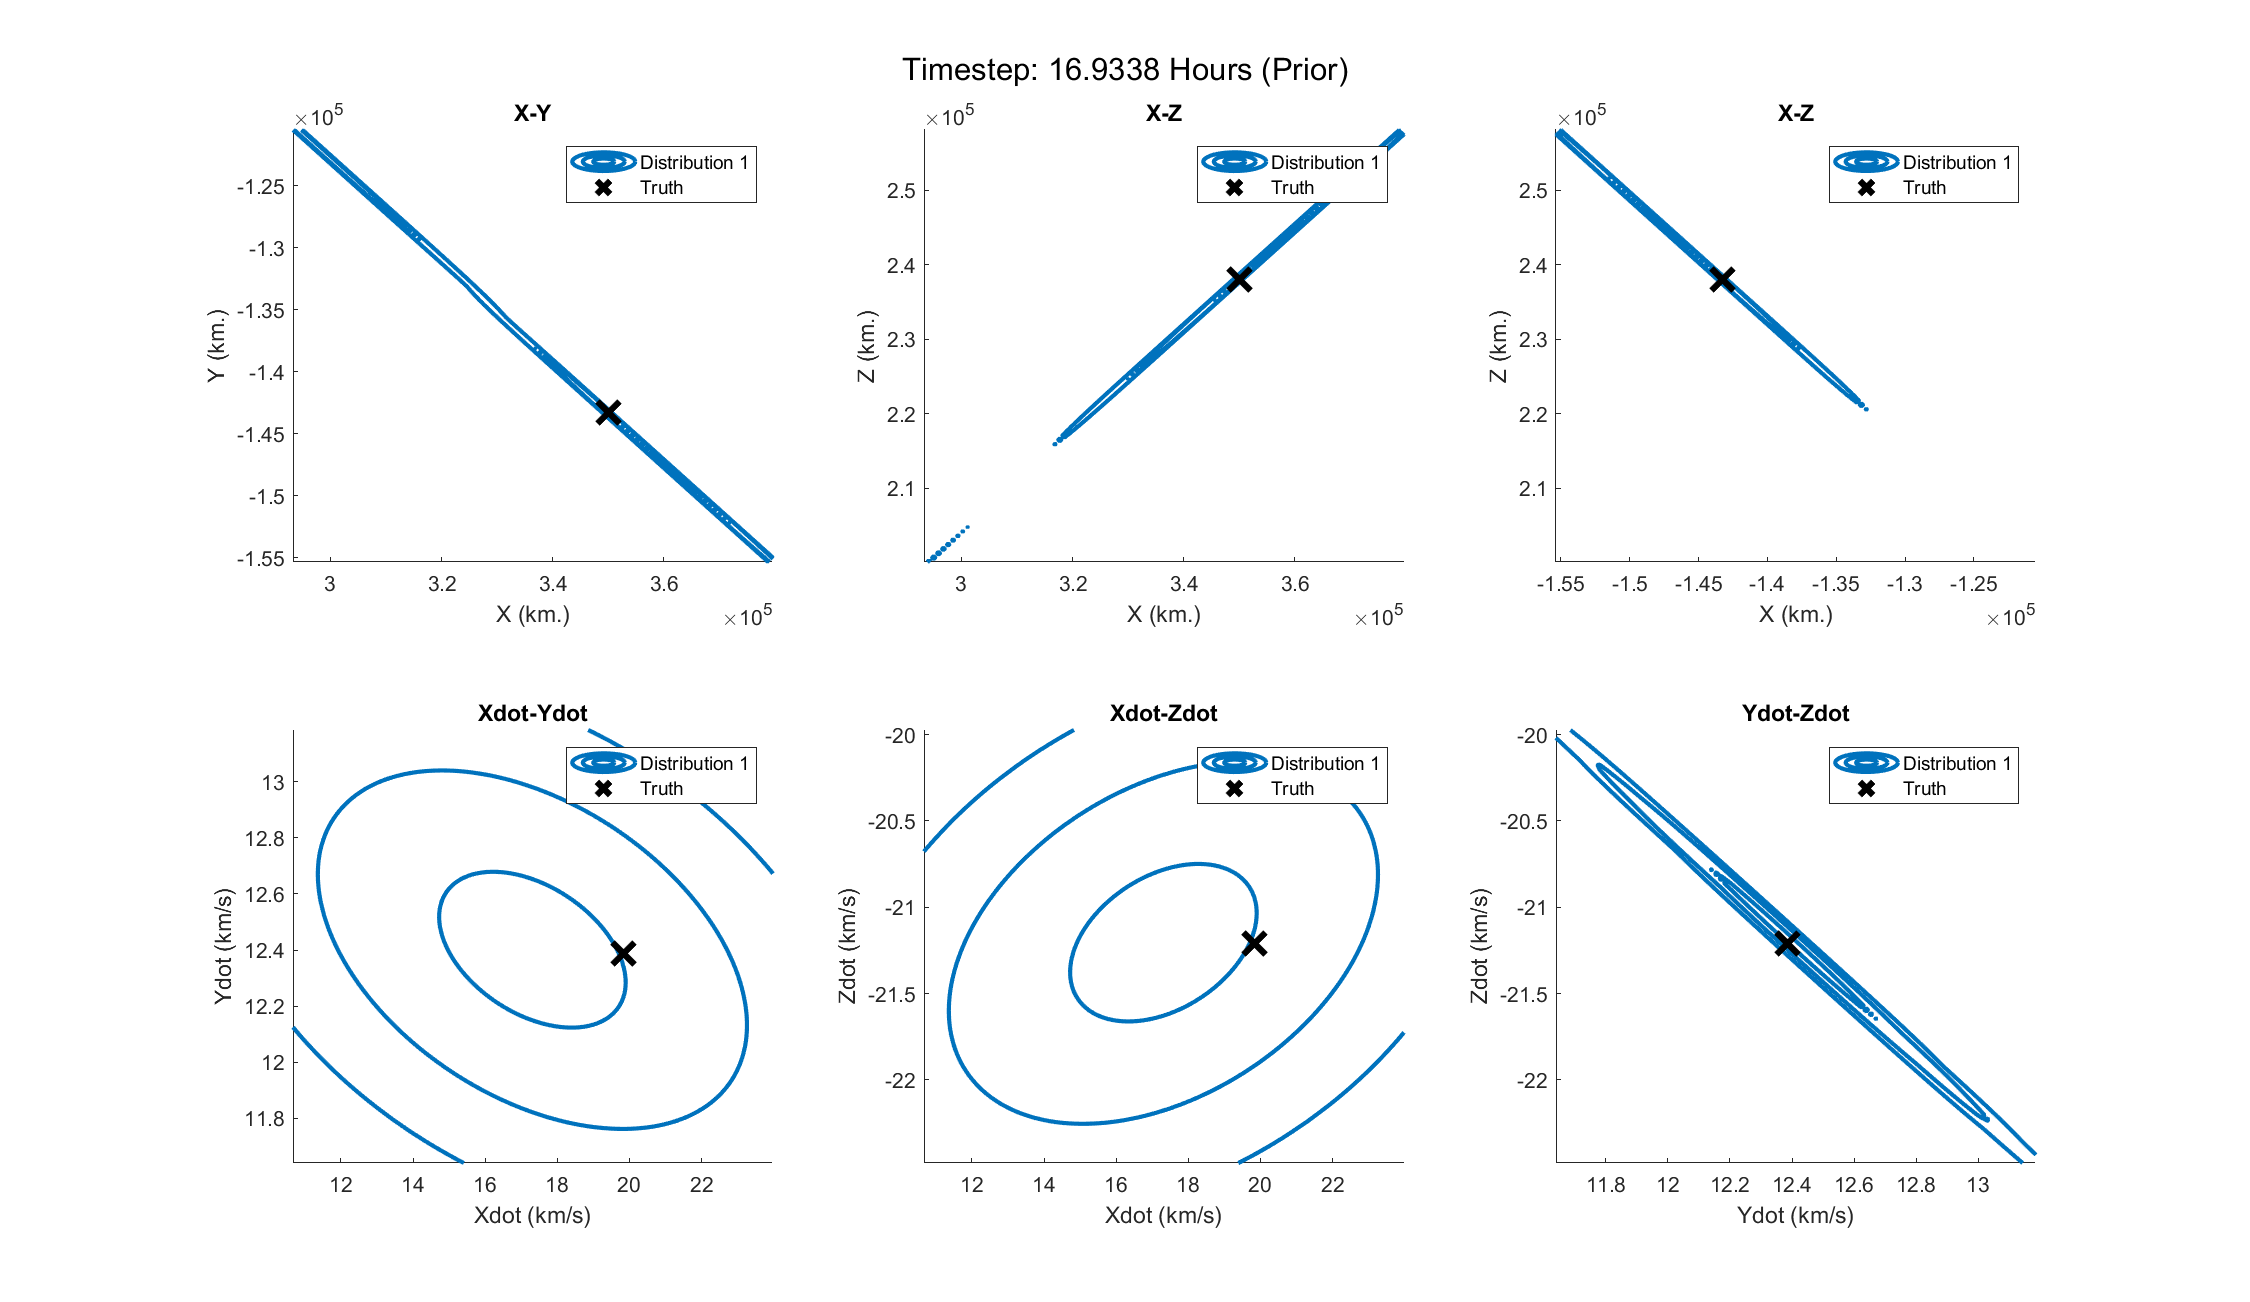 Timestep: 16.9338 Hours (Prior)
X-Y
×10^5
Distribution 1
Truth
-1.25
-1.3
-1.35
-1.4
-1.45
-1.5
-1.55
Y (km.)
3
3.2
3.4
3.6
X (km.)
×10^5
X-Z
×10^5
Distribution 1
Truth
2.5
2.4
2.3
2.2
2.1
Z (km.)
3
3.2
3.4
3.6
X (km.)
×10^5
X-Z
×10^5
Distribution 1
Truth
2.5
2.4
2.3
2.2
2.1
Z (km.)
-1.55
-1.5
-1.45
-1.4
-1.35
-1.3
-1.25
X (km.)
×10^5
Xdot-Ydot
Distribution 1
Truth
13
12.8
12.6
12.4
12.2
12
11.8
Ydot (km/s)
12
14
16
18
20
22
Xdot (km/s)
Xdot-Zdot
Distribution 1
Truth
-20
-20.5
-21
-21.5
-22
Zdot (km/s)
12
14
16
18
20
22
Xdot (km/s)
Ydot-Zdot
Distribution 1
Truth
-20
-20.5
-21
-21.5
-22
Zdot (km/s)
11.8
12
12.2
12.4
12.6
12.8
13
Ydot (km/s)